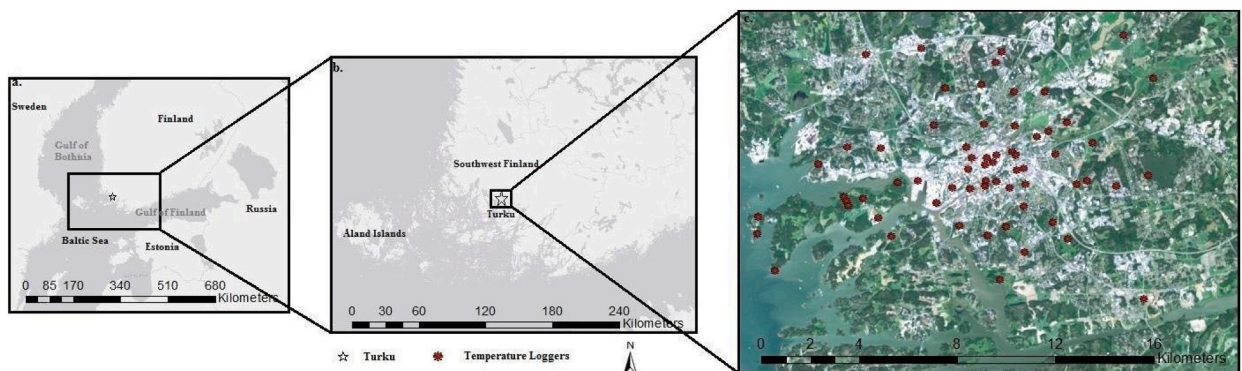 a.
Sweden
Finland
Gulf of
Bothnia
Gulf of Finland
Russia
Baltic Sea
Estonia
0 85 170 340 510 680
Kilometers
b.
Southwest Finland
Turku
Åland Islands
0 30 60 120 180 240
Kilometers
Turku
Temperature Loggers
N
c.
0 2 4 8 12 16
Kilometers